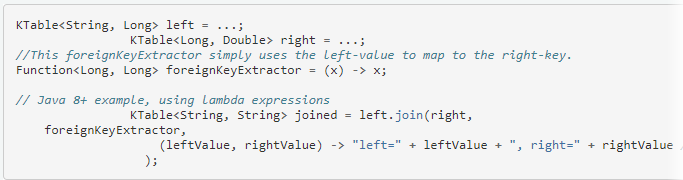 KTable<String, Long> left = ...;
KTable<Long, Double> right = ...;
//This foreignKeyExtractor simply uses the left-value to map to the right-key.
Function<Long, Long> foreignKeyExtractor = (x) -> x;
// Java 8+ example, using lambda expressions
KTable<String, String> joined = left.join(right,
foreignKeyExtractor,
(leftValue, rightValue) -> "left=" + leftValue + ", right=" + rightValue
);